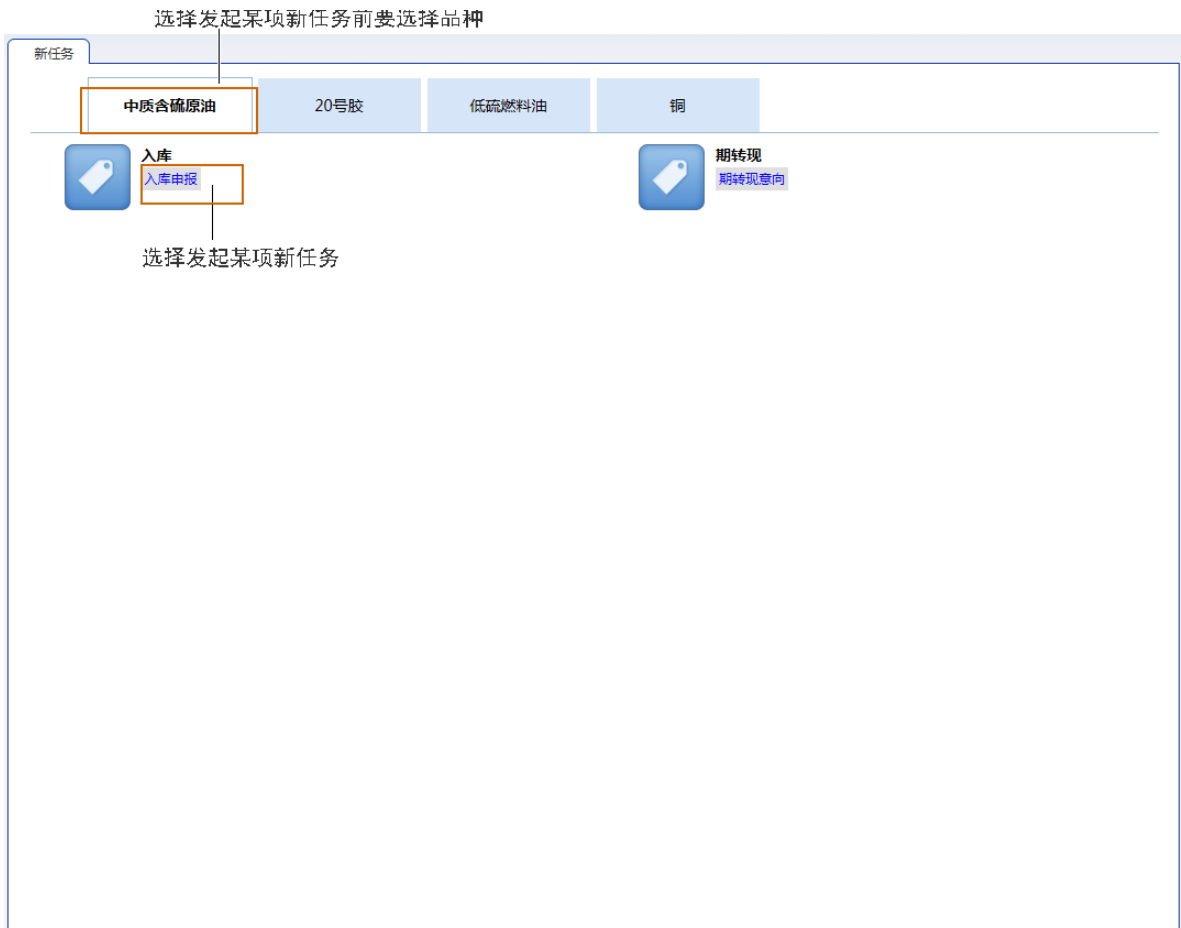 选择发起某项新任务前要选择品种
新任务
中质含硫原油 20号胶 低硫燃料油 铜
入库 期转现
入库申报 期转现意向
选择发起某项新任务